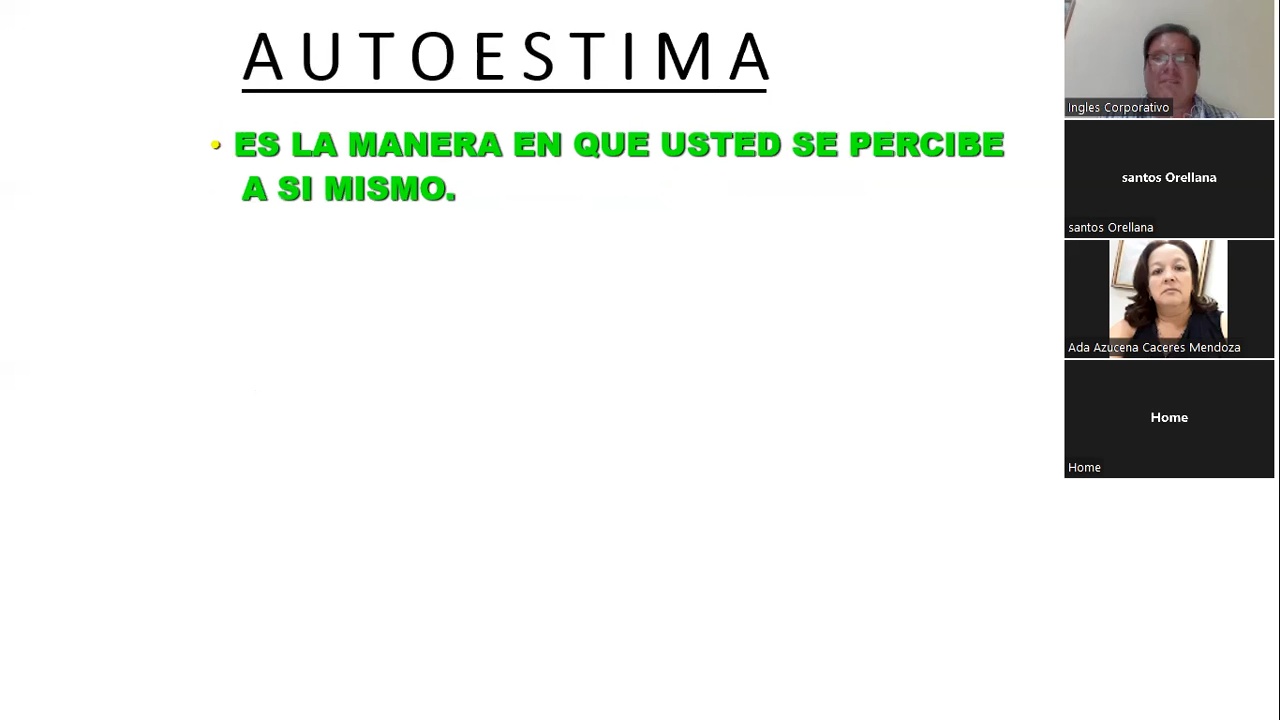 AUTOESTIMA
• ES LA MANERA EN QUE USTED SE PERCIBE
A SI MISMO.
Ingles Corporativo
santos Orellana
santos Orellana
Ada Azucena Caceres Mendoza
Home
Home